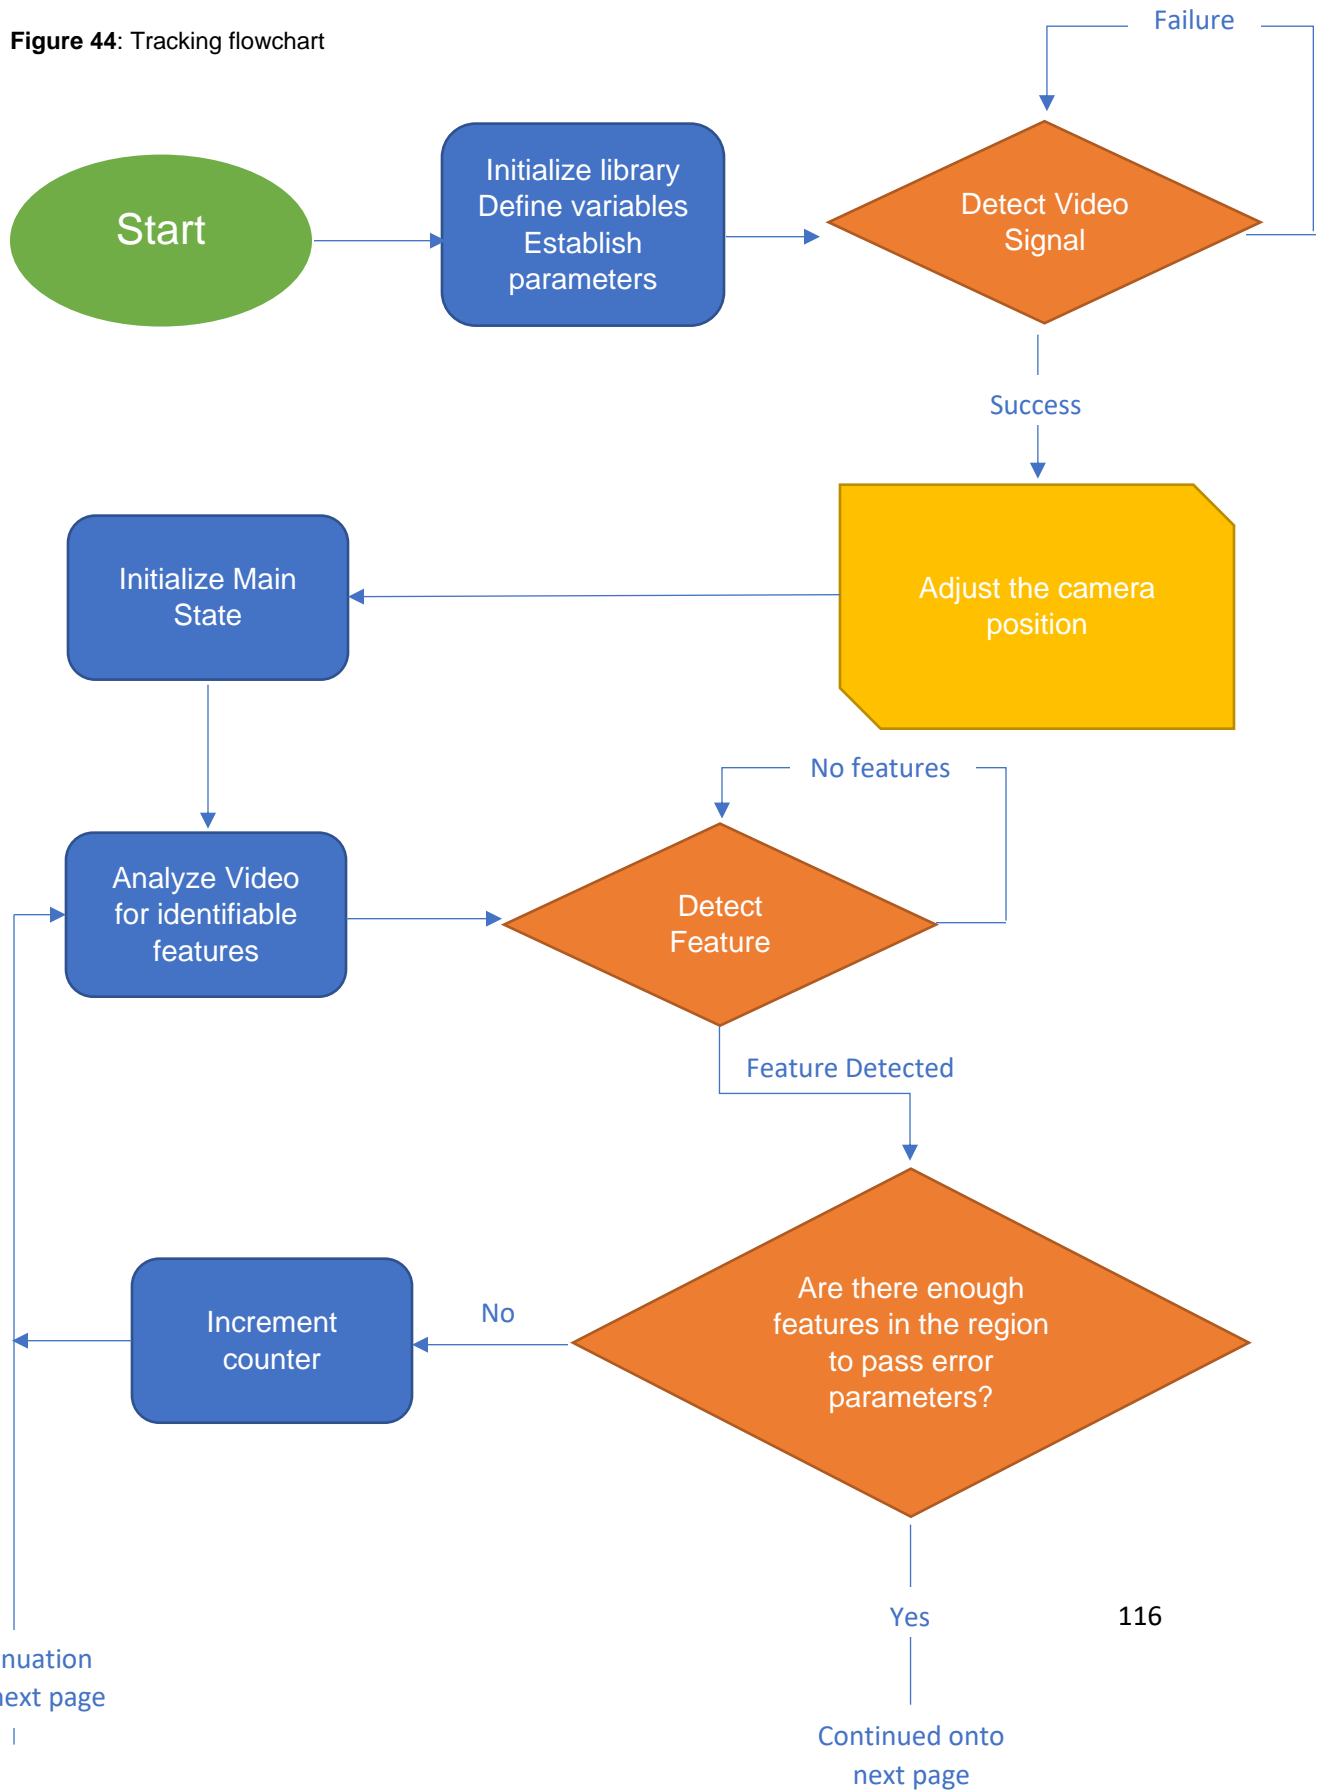 Figure 44: Tracking flowchart
Failure
Start
Initialize library
Define variables
Establish
parameters
Detect Video
Signal
Success
Adjust the camera
position
Initialize Main
State
No features
Analyze Video
for identifiable
features
Detect
Feature
Feature Detected
Are there enough
features in the region
to pass error
parameters?
No
Increment
counter
Yes
116
nuation
next page
Continued onto
next page